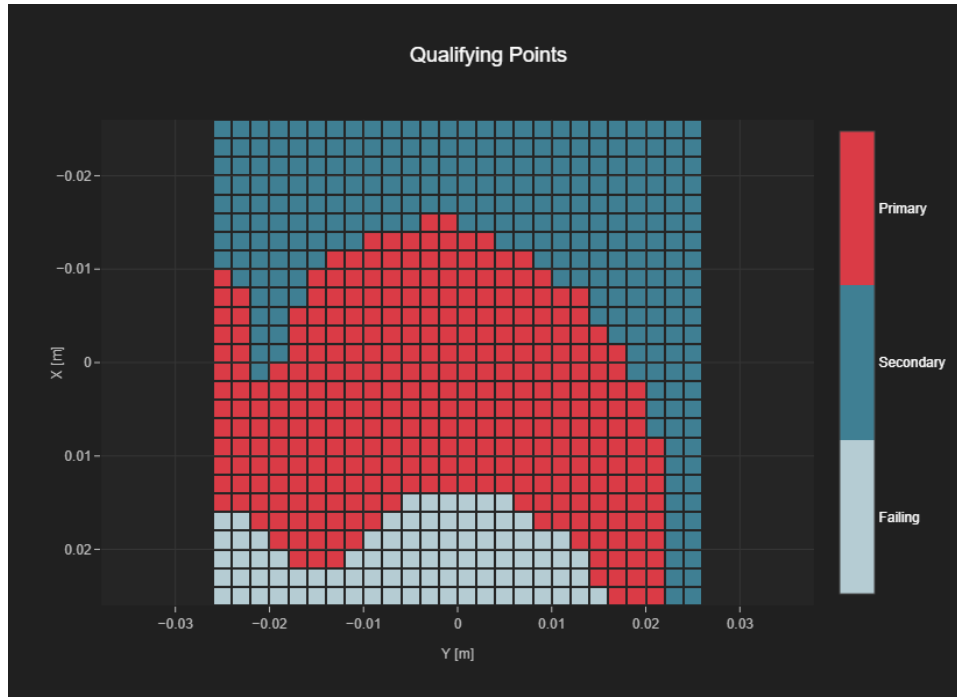 Qualifying Points
−0.02
−0.01
0
0.01
0.02
X [m]
−0.03
−0.02
−0.01
0
0.01
0.02
0.03
Y [m]
Primary
Secondary
Failing